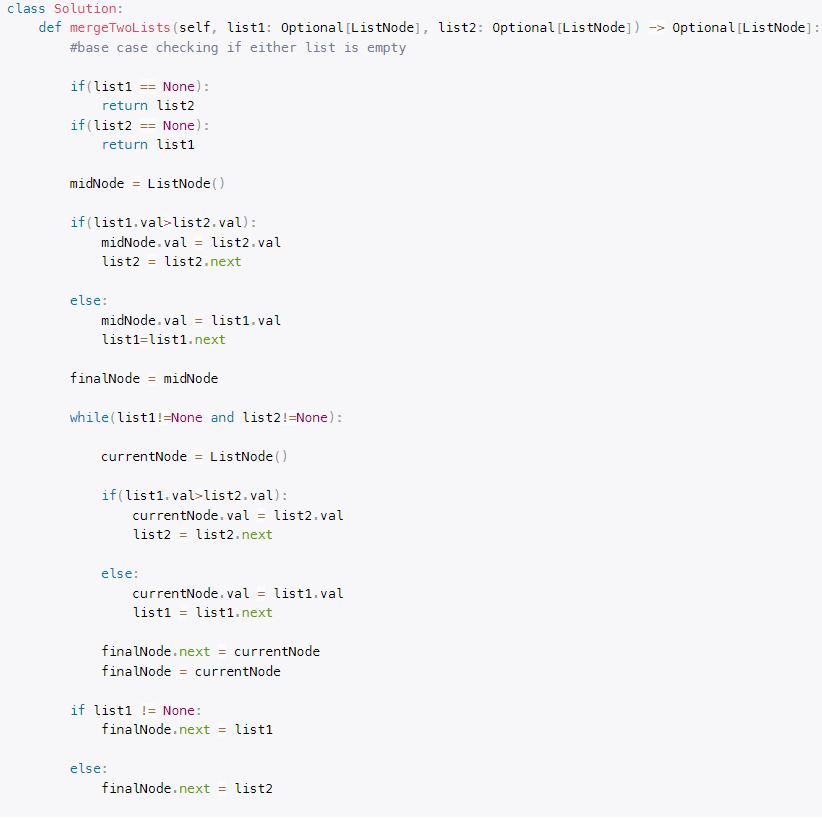 class Solution:
    def mergeTwoLists(self, list1: Optional[ListNode], list2: Optional[ListNode]) -> Optional[ListNode]:
        #base case checking if either list is empty

        if(list1 == None):
            return list2
        if(list2 == None):
            return list1

        midNode = ListNode()

        if(list1.val>list2.val):
            midNode.val = list2.val
            list2 = list2.next

        else:
            midNode.val = list1.val
            list1=list1.next

        finalNode = midNode

        while(list1!=None and list2!=None):

            currentNode = ListNode()

            if(list1.val>list2.val):
                currentNode.val = list2.val
                list2 = list2.next

            else:
                currentNode.val = list1.val
                list1 = list1.next

            finalNode.next = currentNode
            finalNode = currentNode

        if list1 != None:
            finalNode.next = list1

        else:
            finalNode.next = list2